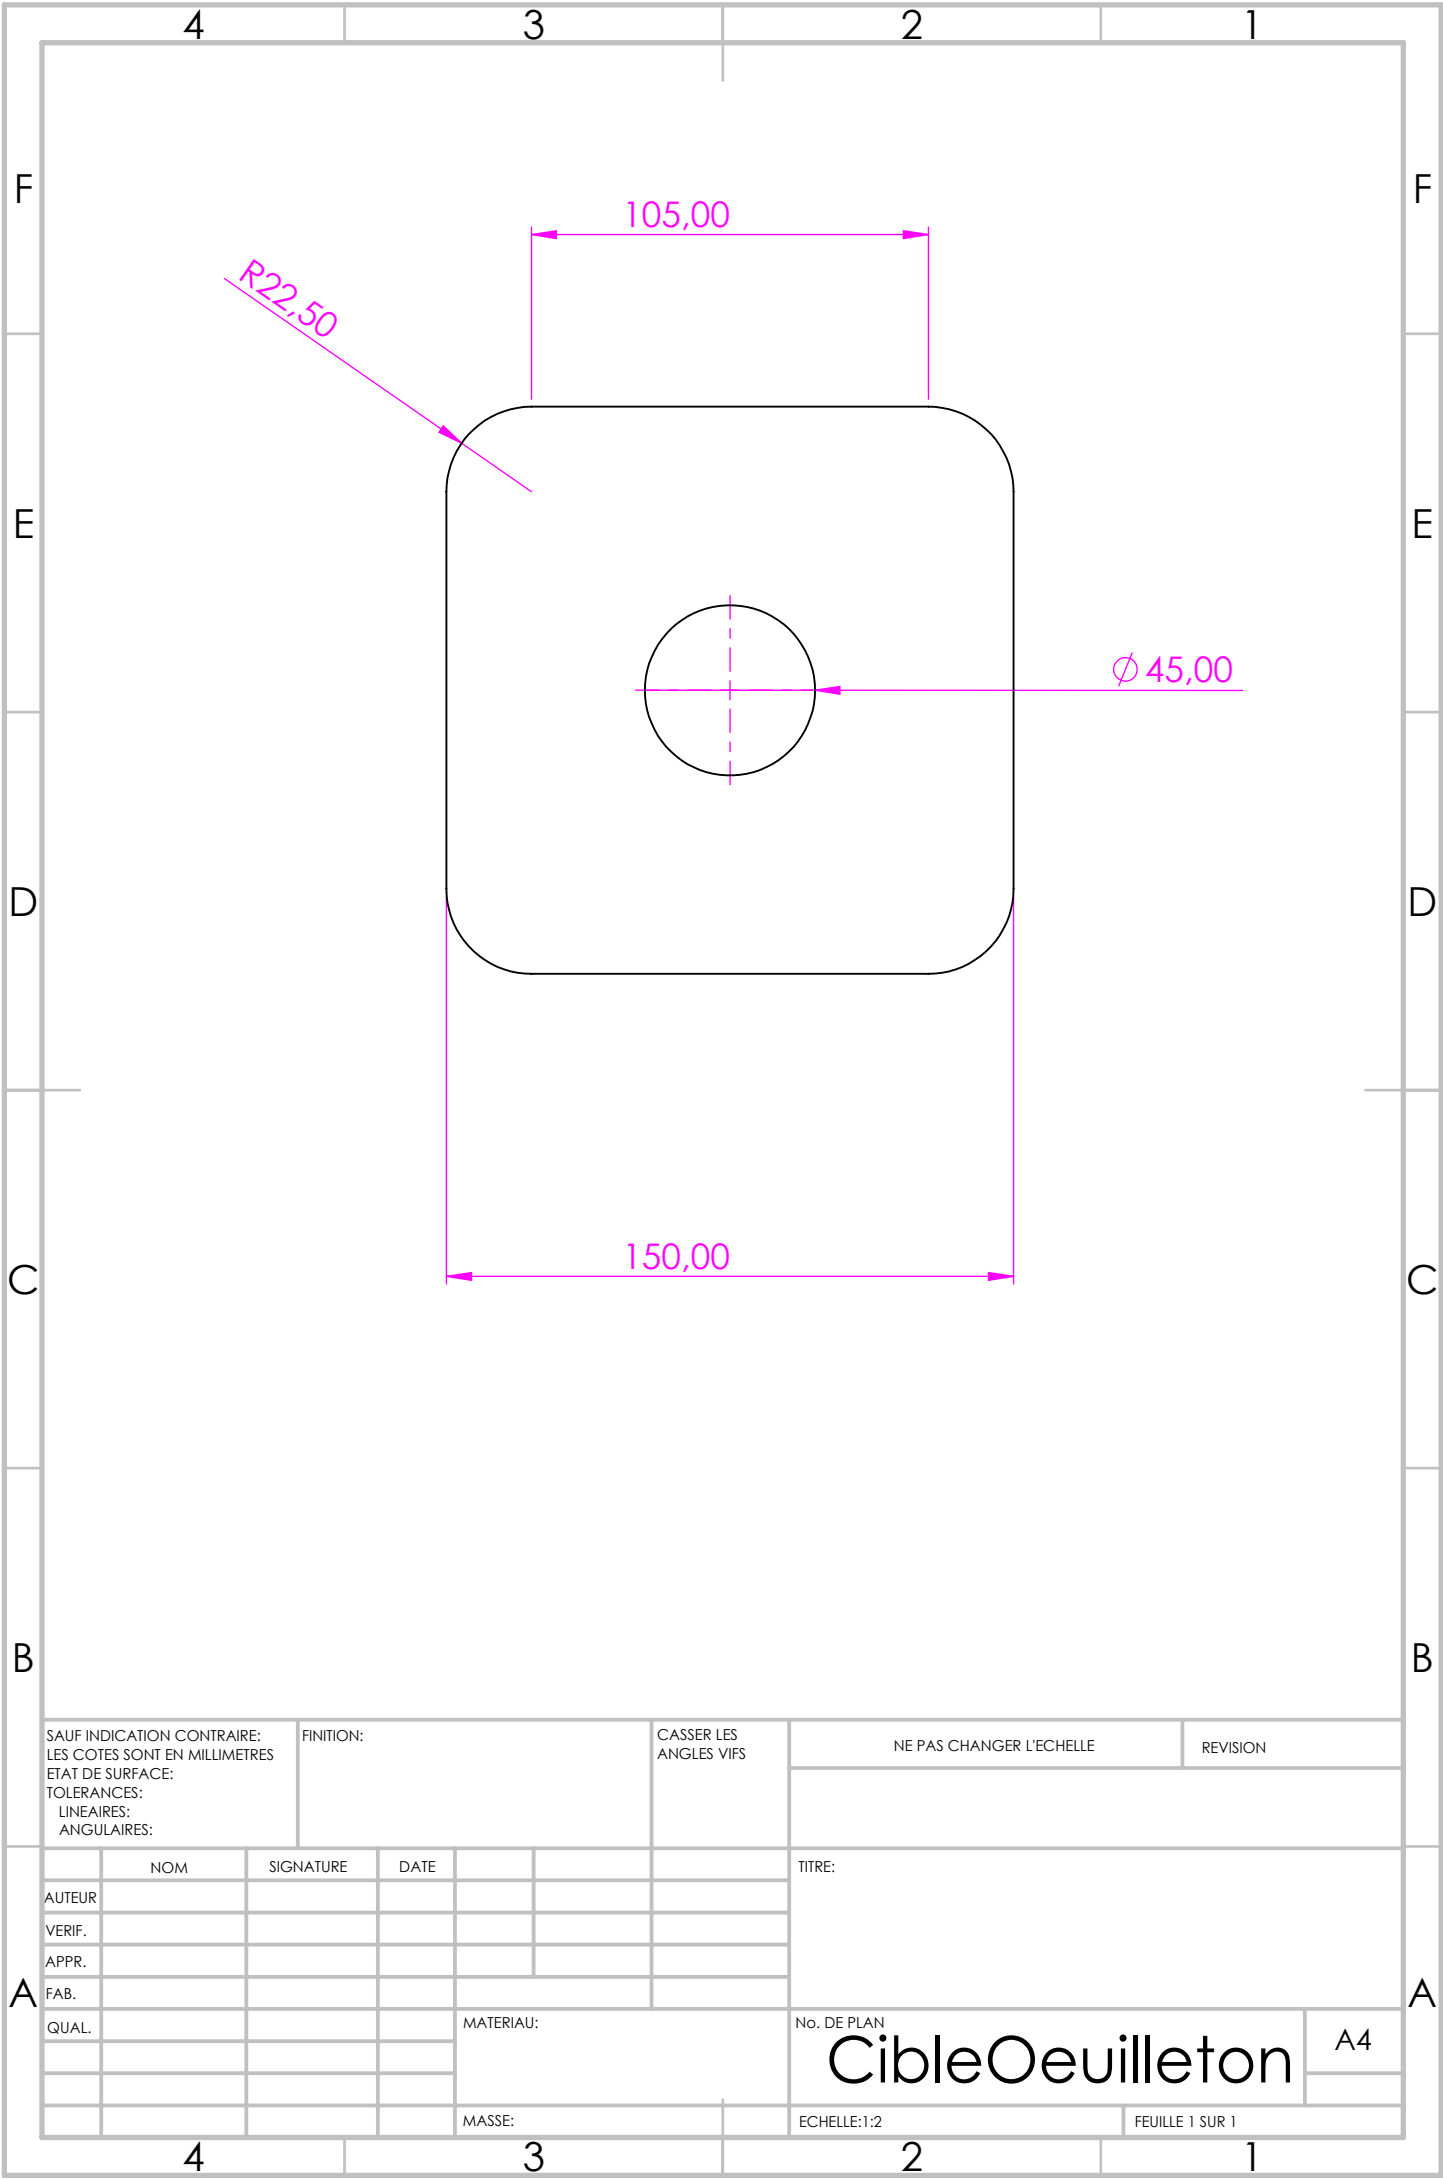 4 3 2 1
F F
105,00
R22,50
E E
⌀ 45,00
D D
150,00
C C
B B
SAUF INDICATION CONTRAIRE:
LES COTES SONT EN MILLIMETRES
ETAT DE SURFACE:
TOLERANCES:
LINEAIRES:
ANGULAIRES:
FINITION:
CASSER LES
ANGLES VIFS
NE PAS CHANGER L'ECHELLE
REVISION
NOM SIGNATURE DATE
TITRE:
AUTEUR
VERIF.
APPR.
A A
FAB.
QUAL.
MATERIAU:
No. DE PLAN
CibleOeuilleton
A4
MASSE:
ECHELLE:1:2
FEUILLE 1 SUR 1
4 3 2 1